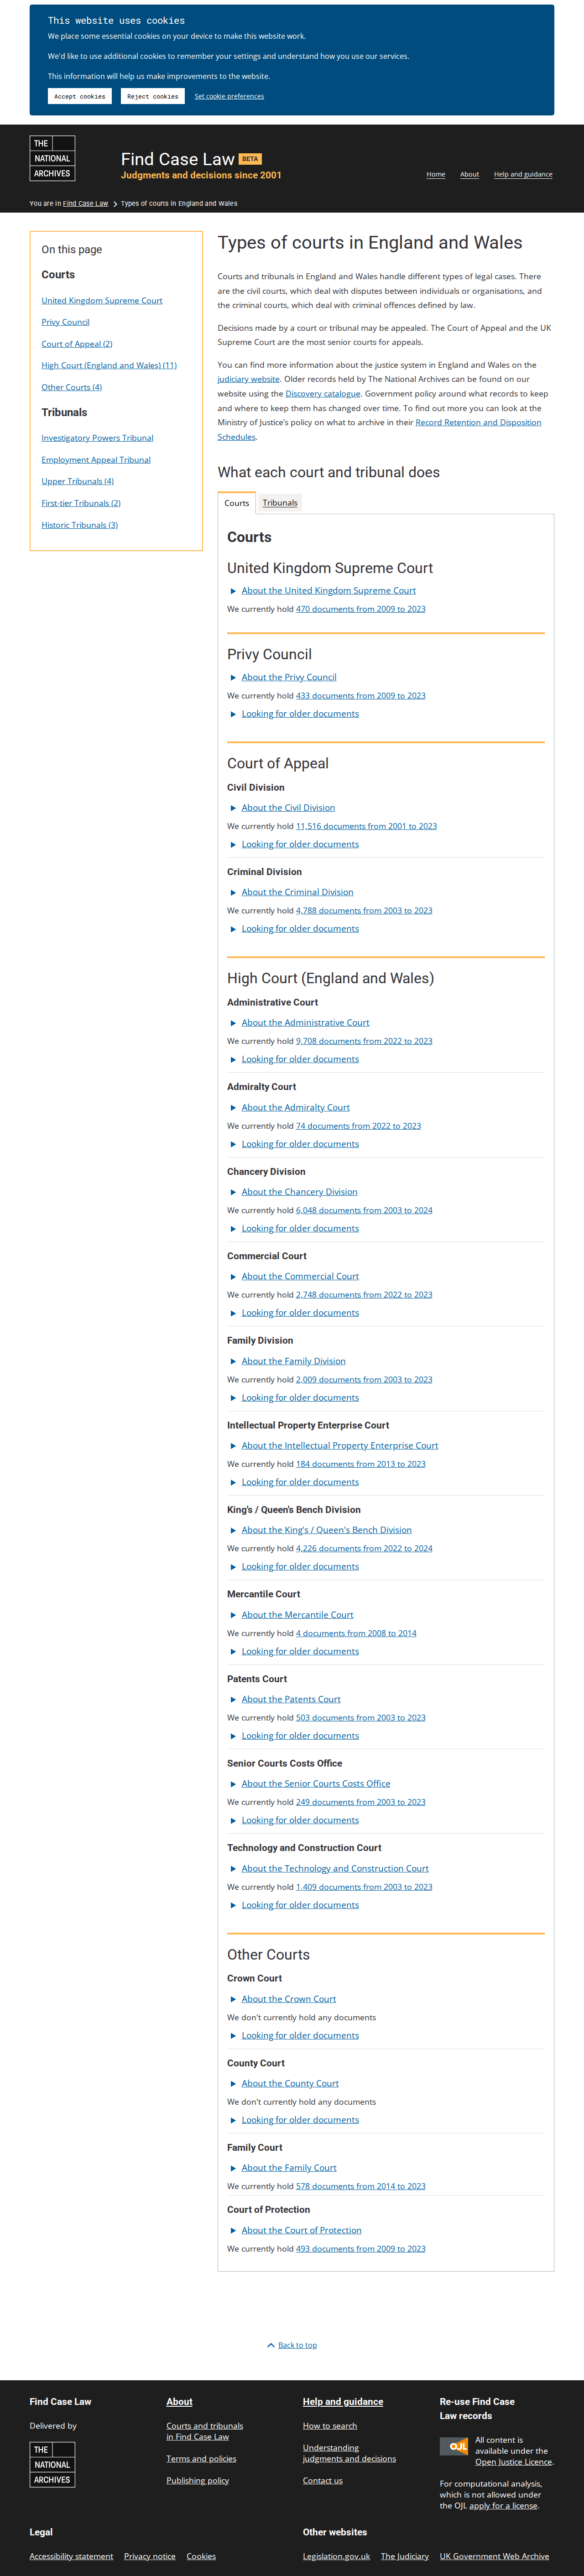 This website uses cookies
We place some essential cookies on your device to make this website work.
We'd like to use additional cookies to remember your settings and understand how you use our services.
This information will help us make improvements to the website.
Accept cookies
Reject cookies
Set cookie preferences
THE
NATIONAL
ARCHIVES
Find Case Law BETA
Judgments and decisions since 2001
Home
About
Help and guidance
You are in Find Case Law > Types of courts in England and Wales
On this page
Courts
United Kingdom Supreme Court
Privy Council
Court of Appeal (2)
High Court (England and Wales) (11)
Other Courts (4)
Tribunals
Investigatory Powers Tribunal
Employment Appeal Tribunal
Upper Tribunals (4)
First-tier Tribunals (2)
Historic Tribunals (3)
Types of courts in England and Wales
Courts and tribunals in England and Wales handle different types of legal cases. There
are the civil courts, which deal with disputes between individuals or organisations, and
the criminal courts, which deal with criminal offences defined by law.
Decisions made by a court or tribunal may be appealed. The Court of Appeal and the UK
Supreme Court are the most senior courts for appeals.
You can find more information about the justice system in England and Wales on the
judiciary website. Older records held by The National Archives can be found on our
website using the Discovery catalogue. Government policy around what records to keep
and where to keep them has changed over time. To find out more you can look at the
Ministry of Justice's policy on what to archive in their Record Retention and Disposition
Schedules.
What each court and tribunal does
Courts
Tribunals
Courts
United Kingdom Supreme Court
About the United Kingdom Supreme Court
We currently hold 470 documents from 2009 to 2023
Privy Council
About the Privy Council
We currently hold 433 documents from 2009 to 2023
Looking for older documents
Court of Appeal
Civil Division
About the Civil Division
We currently hold 11,516 documents from 2001 to 2023
Looking for older documents
Criminal Division
About the Criminal Division
We currently hold 4,788 documents from 2003 to 2023
Looking for older documents
High Court (England and Wales)
Administrative Court
About the Administrative Court
We currently hold 9,708 documents from 2022 to 2023
Looking for older documents
Admiralty Court
About the Admiralty Court
We currently hold 74 documents from 2022 to 2023
Looking for older documents
Chancery Division
About the Chancery Division
We currently hold 6,048 documents from 2003 to 2024
Looking for older documents
Commercial Court
About the Commercial Court
We currently hold 2,748 documents from 2022 to 2023
Looking for older documents
Family Division
About the Family Division
We currently hold 2,009 documents from 2003 to 2023
Looking for older documents
Intellectual Property Enterprise Court
About the Intellectual Property Enterprise Court
We currently hold 184 documents from 2013 to 2023
Looking for older documents
King's / Queen's Bench Division
About the King's / Queen's Bench Division
We currently hold 4,226 documents from 2022 to 2024
Looking for older documents
Mercantile Court
About the Mercantile Court
We currently hold 4 documents from 2008 to 2014
Looking for older documents
Patents Court
About the Patents Court
We currently hold 503 documents from 2003 to 2023
Looking for older documents
Senior Courts Costs Office
About the Senior Courts Costs Office
We currently hold 249 documents from 2003 to 2023
Looking for older documents
Technology and Construction Court
About the Technology and Construction Court
We currently hold 1,409 documents from 2003 to 2023
Looking for older documents
Other Courts
Crown Court
About the Crown Court
We don't currently hold any documents
Looking for older documents
County Court
About the County Court
We don't currently hold any documents
Looking for older documents
Family Court
About the Family Court
We currently hold 578 documents from 2014 to 2023
Court of Protection
About the Court of Protection
We currently hold 493 documents from 2009 to 2023
Back to top
Find Case Law
Delivered by
THE
NATIONAL
ARCHIVES
About
Courts and tribunals
in Find Case Law
Terms and policies
Publishing policy
Help and guidance
How to search
Understanding
judgments and decisions
Contact us
Re-use Find Case
Law records
OJL
All content is
available under the
Open Justice Licence.
For computational analysis,
which is not allowed under
the OJL apply for a license.
Legal
Accessibility statement
Privacy notice
Cookies
Other websites
Legislation.gov.uk
The Judiciary
UK Government Web Archive